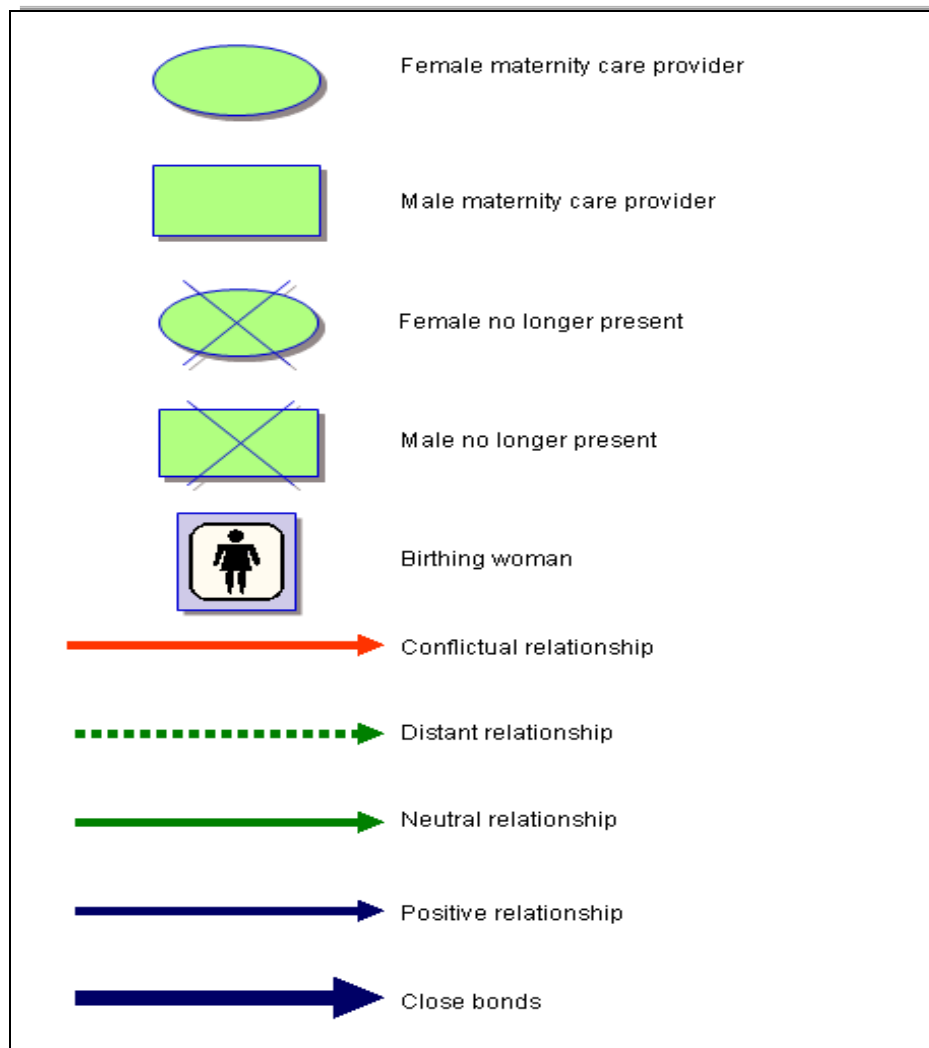 Female maternity care provider
Male maternity care provider
Female no longer present
Male no longer present
Birthing woman
Conflictual relationship
Distant relationship
Neutral relationship
Positive relationship
Close bonds